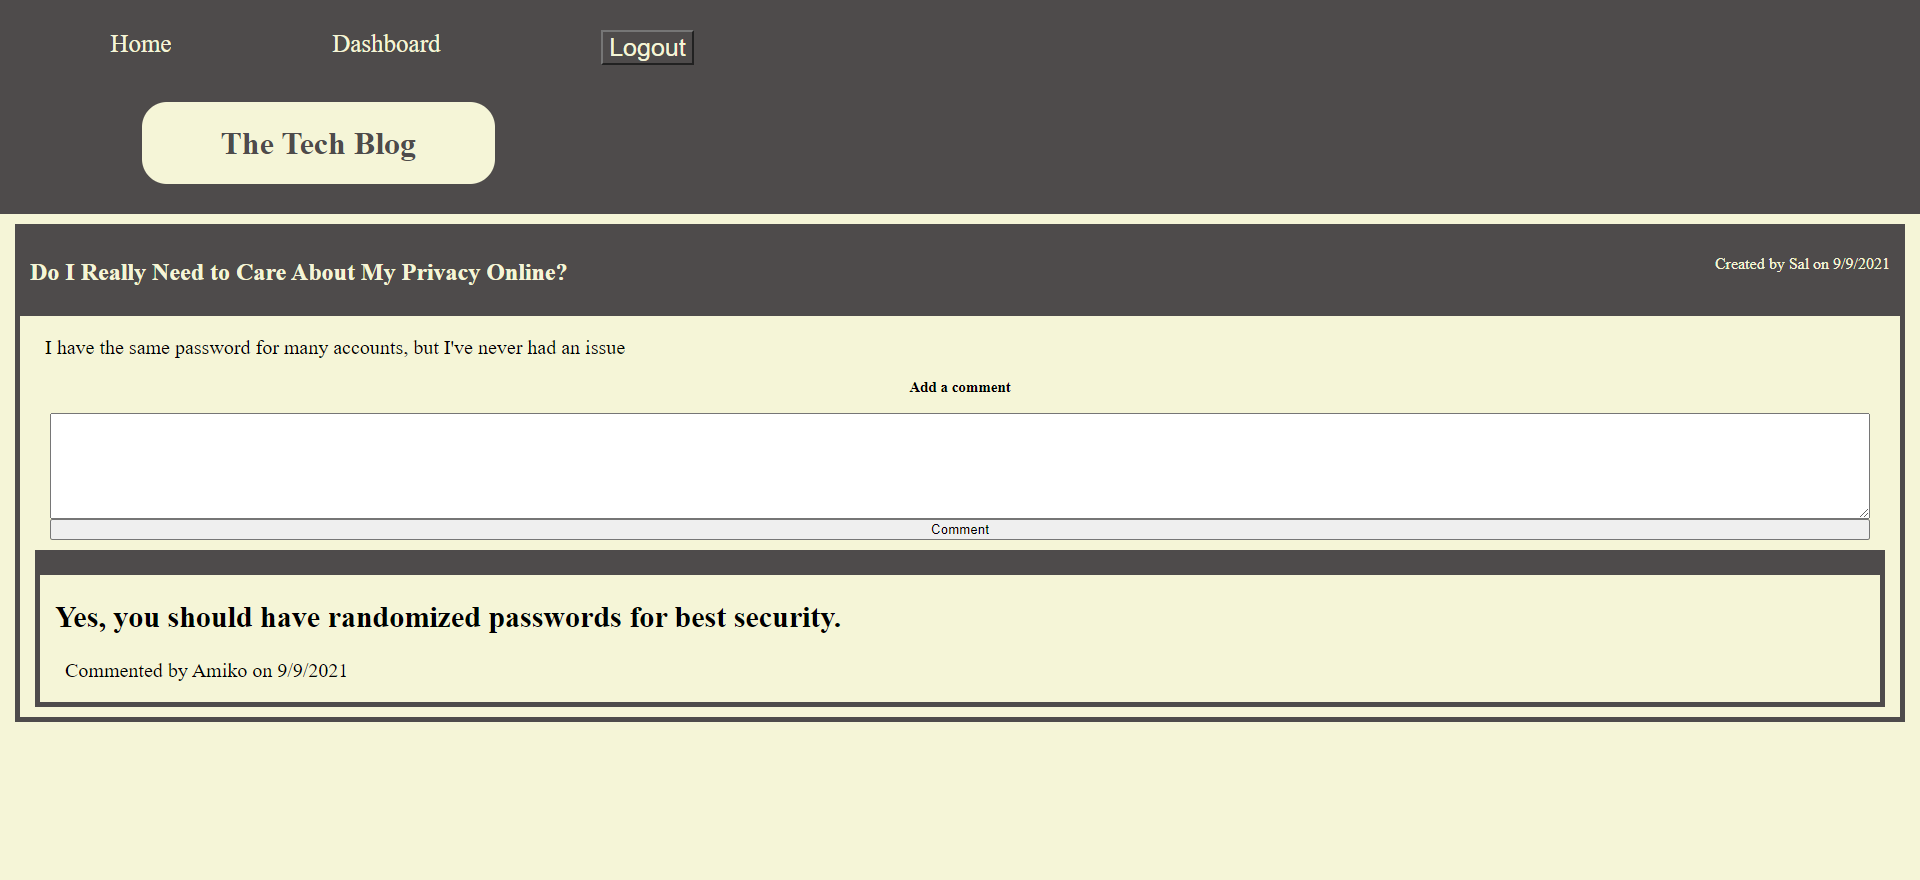 Home Dashboard Logout
The Tech Blog
Do I Really Need to Care About My Privacy Online? Created by Sal on 9/9/2021
I have the same password for many accounts, but I've never had an issue
Add a comment
Comment
Yes, you should have randomized passwords for best security.
Commented by Amiko on 9/9/2021